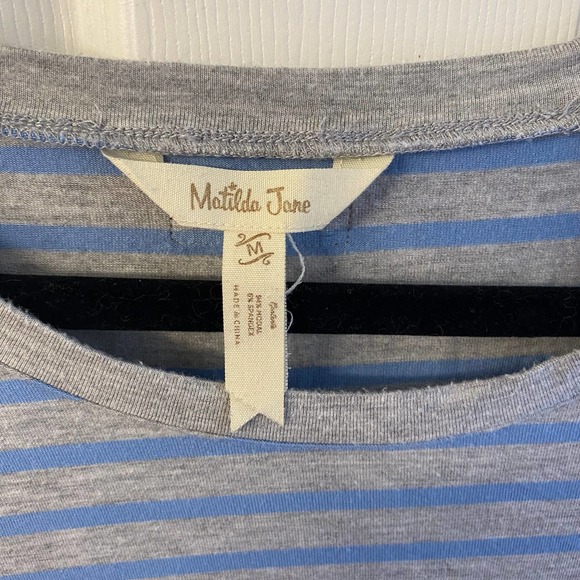 Matilda Jane
M
94% MODAL
6% SPANDEX
MADE in CHINA